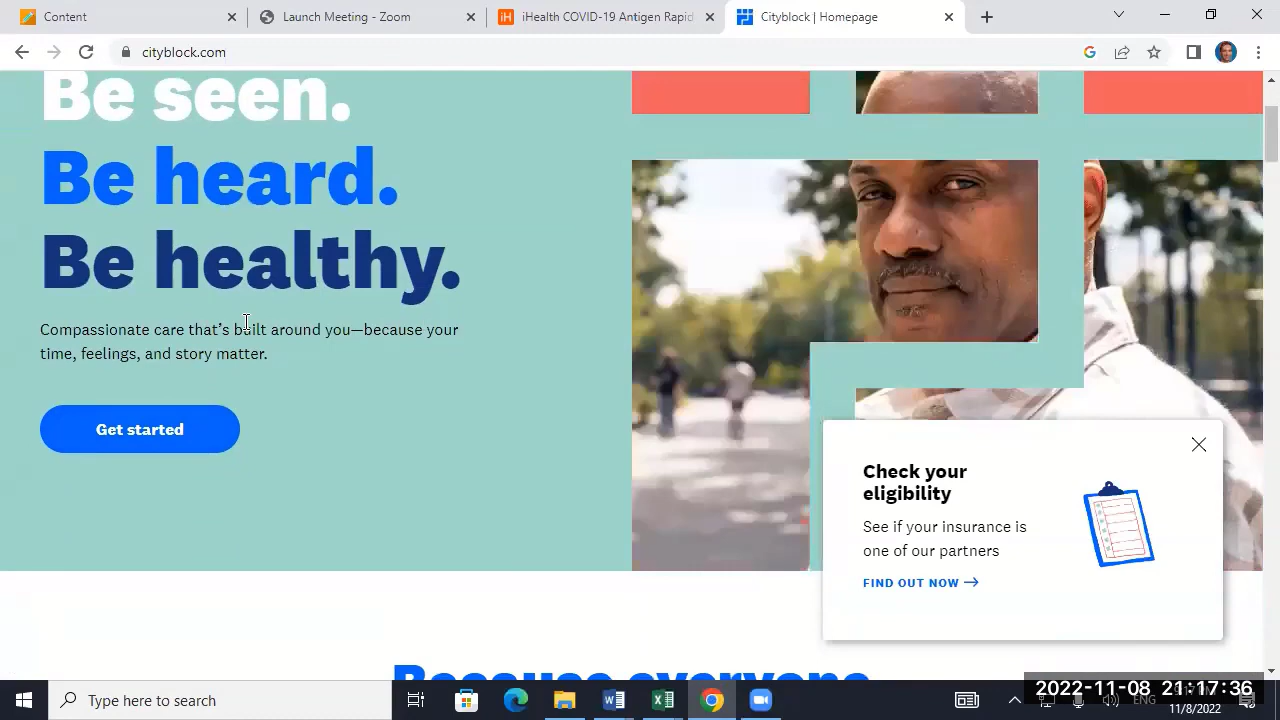 Content
Launch Meeting - Zoom
iHealth COVID-19 Antigen Rapid
Cityblock | Homepage
cityblock.com
Be seen.
Be heard.
Be healthy.
Compassionate care that's built around you—because your
time, feelings, and story matter.
Get started
Check your
eligibility
See if your insurance is
one of our partners
FIND OUT NOW
Because everyone
Type here to search
ENG
2022-11-08 21:17:36
11/8/2022